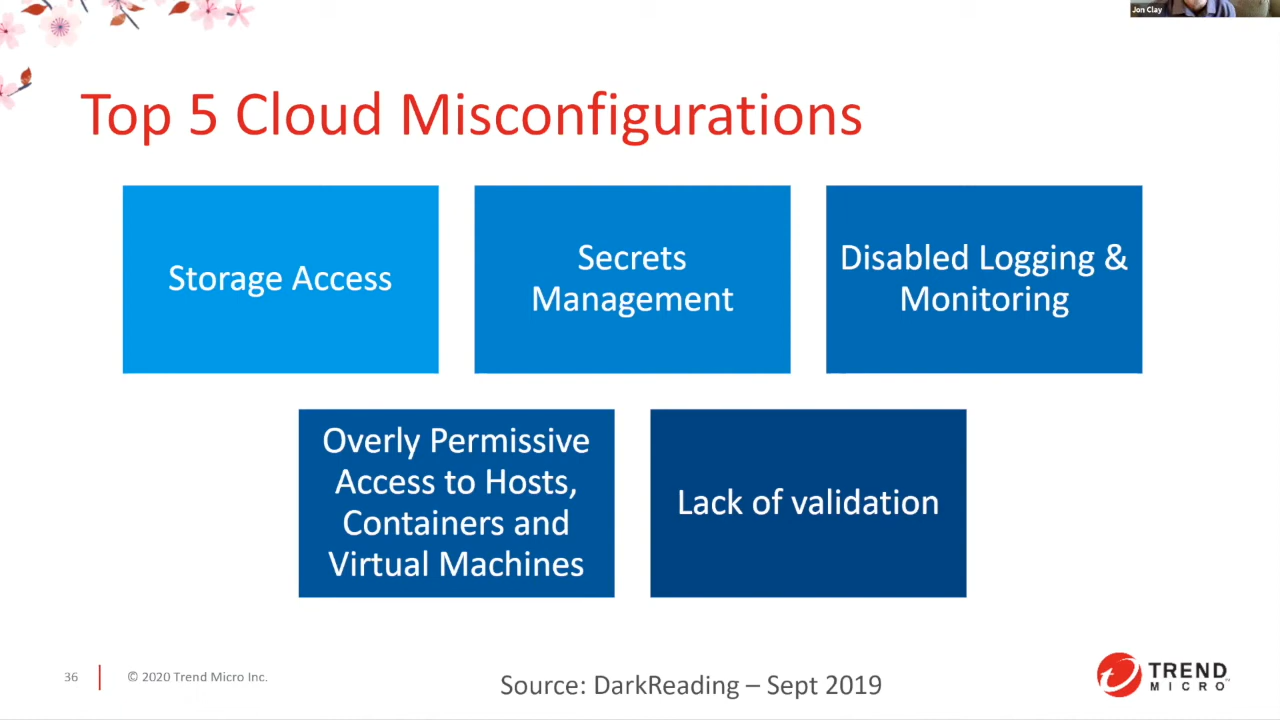 Jon Clay
Top 5 Cloud Misconfigurations
Storage Access
Secrets
Management
Disabled Logging &
Monitoring
Overly Permissive
Access to Hosts,
Containers and
Virtual Machines
Lack of validation
36
© 2020 Trend Micro Inc.
Source: DarkReading – Sept 2019
TREND
MICRO™